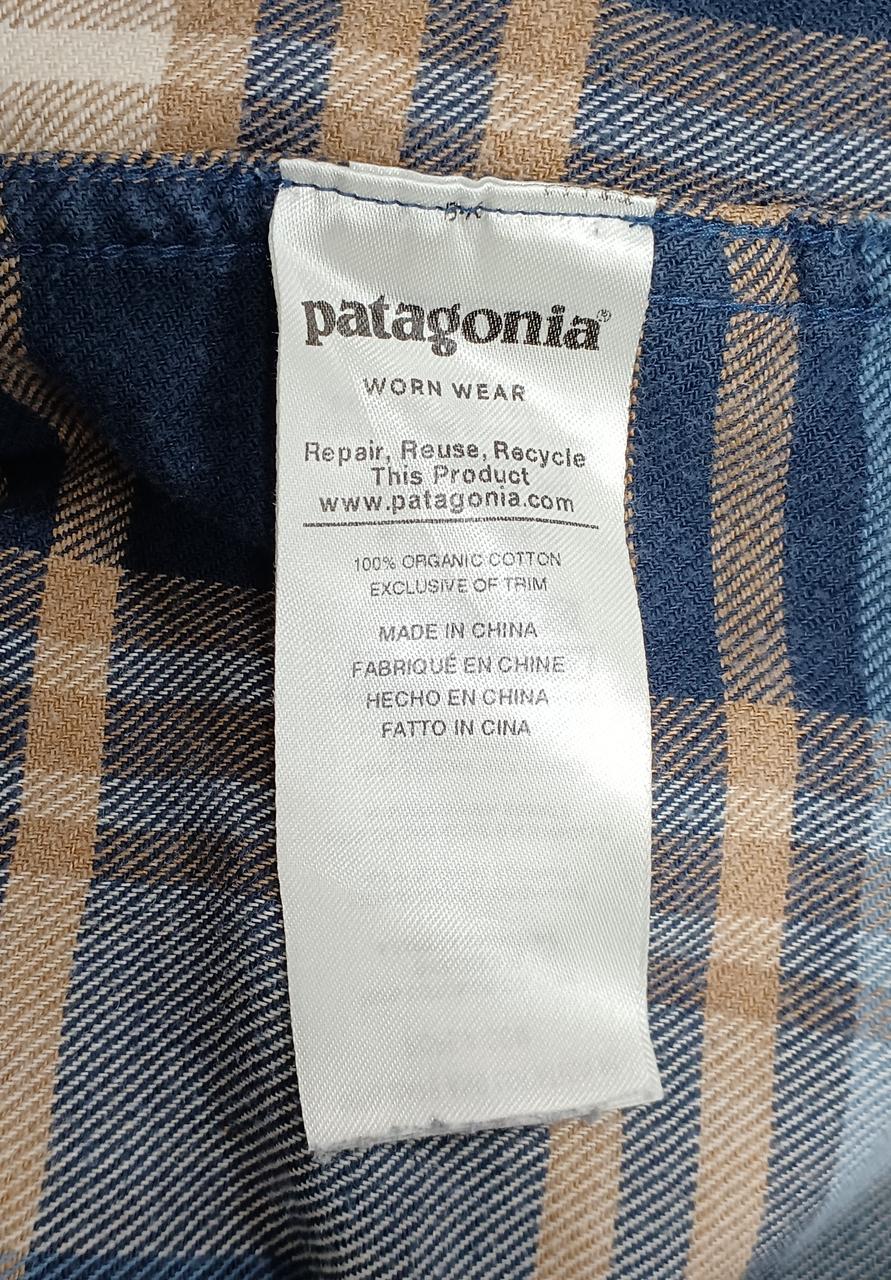 patagonia®
WORN WEAR
Repair, Reuse, Recycle
This Product
www.patagonia.com
100% ORGANIC COTTON
EXCLUSIVE OF TRIM
MADE IN CHINA
FABRIQUÉ EN CHINE
HECHO EN CHINA
FATTO IN CINA